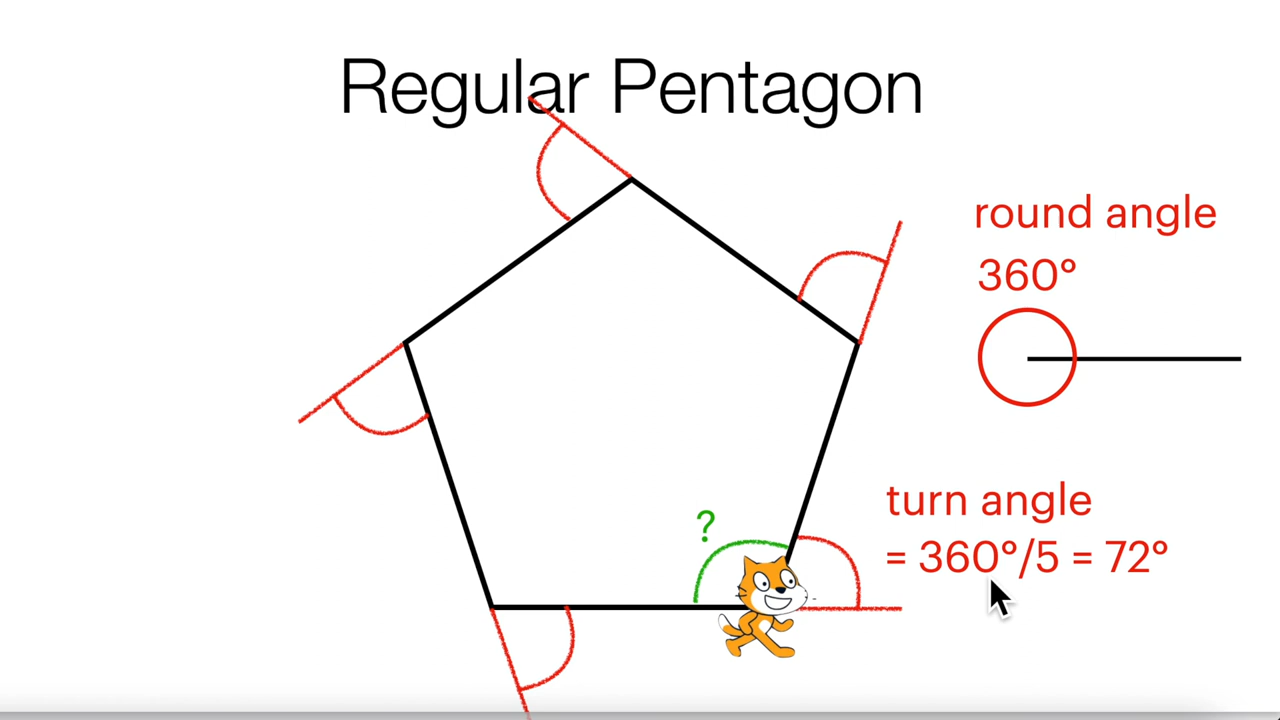 Regular Pentagon
round angle
360°
turn angle
= 360°/5 = 72°
?